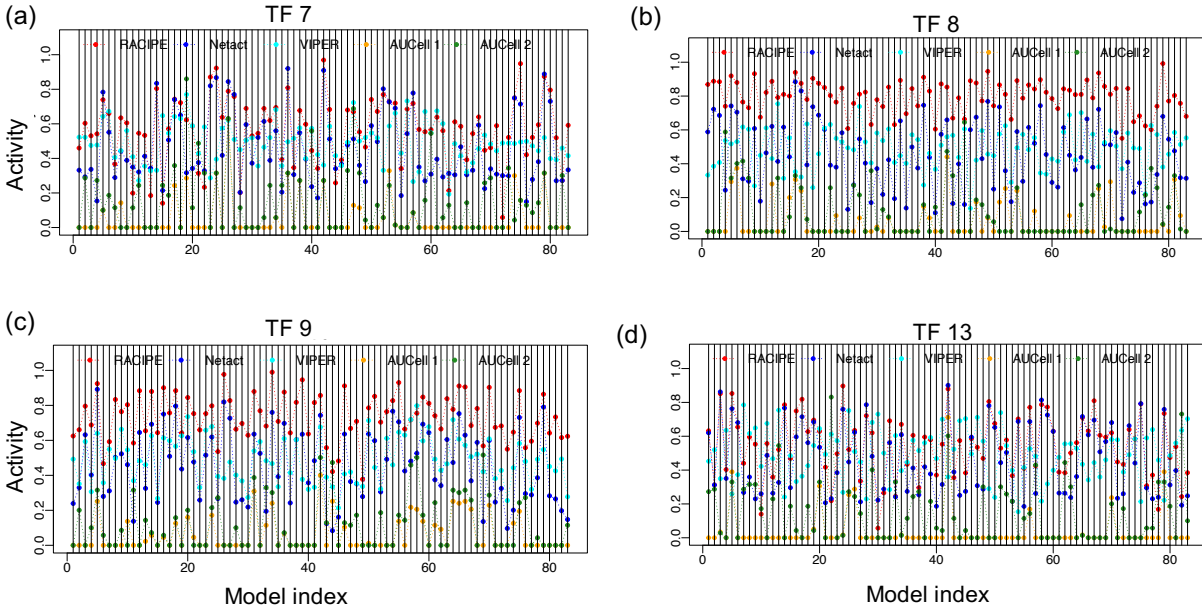 (a)
TF 7
RACIPE Netact VIPER AUCell 1 AUCell 2
Activity
0.0 0.2 0.4 0.6 0.8 1.0
0 20 40 60 80
(b)
TF 8
RACIPE Netact VIPER AUCell 1 AUCell 2
0.0 0.2 0.4 0.6 0.8 1.0
0 20 40 60 80
(c)
TF 9
RACIPE Netact VIPER AUCell 1 AUCell 2
Activity
0.0 0.2 0.4 0.6 0.8 1.0
0 20 40 60 80
Model index
(d)
TF 13
RACIPE Netact VIPER AUCell 1 AUCell 2
0.0 0.2 0.4 0.6 0.8 1.0
0 20 40 60 80
Model index